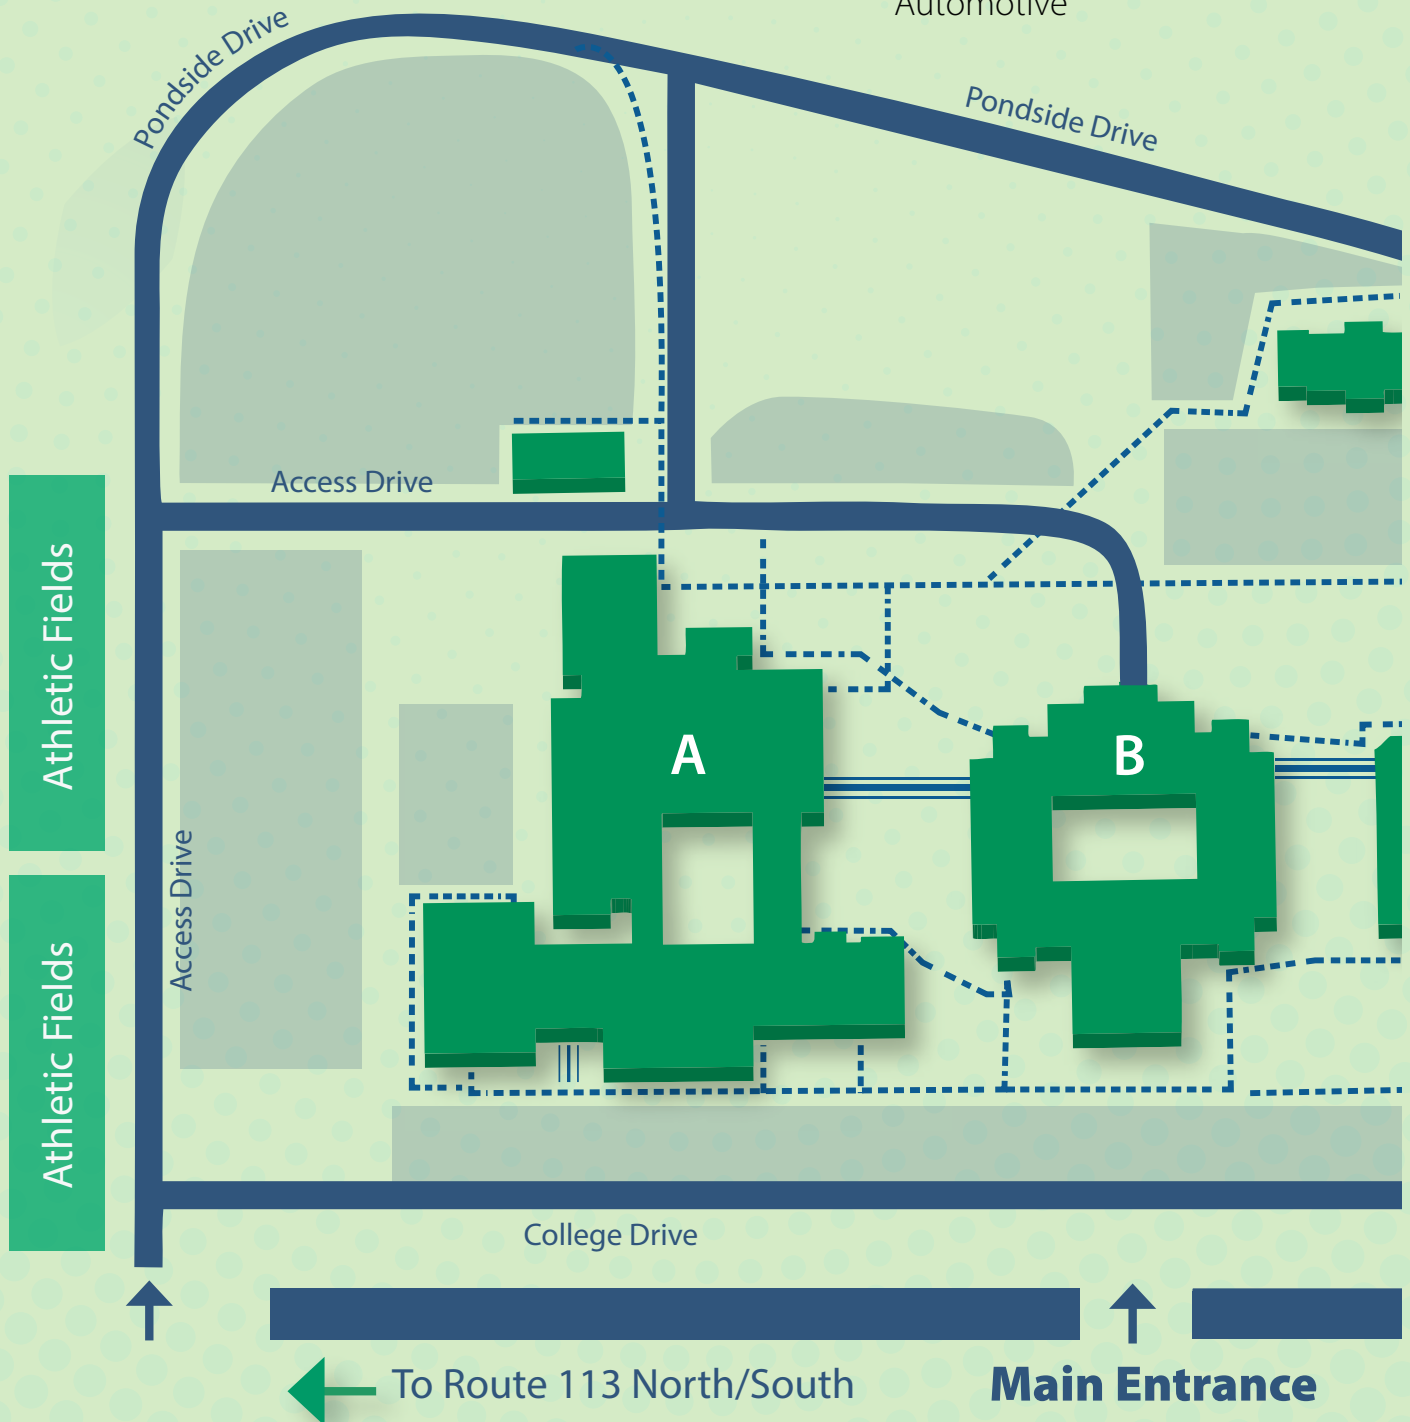 Automotive
Pondside Drive
Pondside Drive
Access Drive
Athletic Fields
A
B
Access Drive
Athletic Fields
College Drive
To Route 113 North/South
Main Entrance